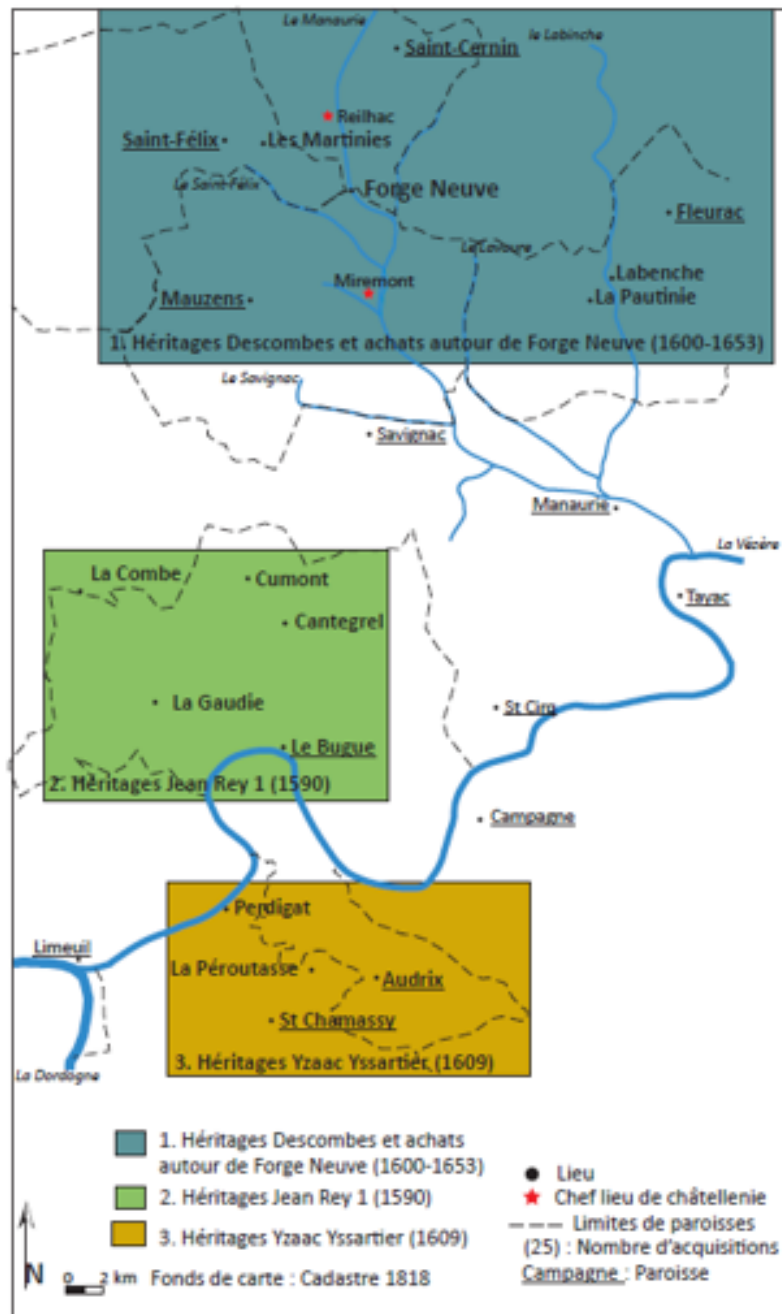 Le Manaurie
la Labinche
Saint-Cernin
Reilhac
Saint-Félix
Les Martinies
Le Saint-Félix
Forge Neuve
Fleurac
Miremont
Labenche
Mauzens
La Pautinie
1. Héritages Descombes et achats autour de Forge Neuve (1600-1653)
Le Savignac
Savignac
Manaurie
La Vézère
La Combe
Cumont
Tayac
Cantegrel
La Gaudie
St Cirq
Le Bugue
2. Héritages Jean Rey 1 (1590)
Campagne
Perdigat
Limeuil
La Péroutasse
Audrix
St Chamassy
3. Héritages Yzaac Yssartier (1609)
La Dordogne
1. Héritages Descombes et achats
autour de Forge Neuve (1600-1653)
2. Héritages Jean Rey 1 (1590)
3. Héritages Yzaac Yssartier (1609)
Lieu
Chef lieu de châtellenie
Limites de paroisses
(25) : Nombre d'acquisitions
Campagne : Paroisse
N
0 2 km
Fonds de carte : Cadastre 1818